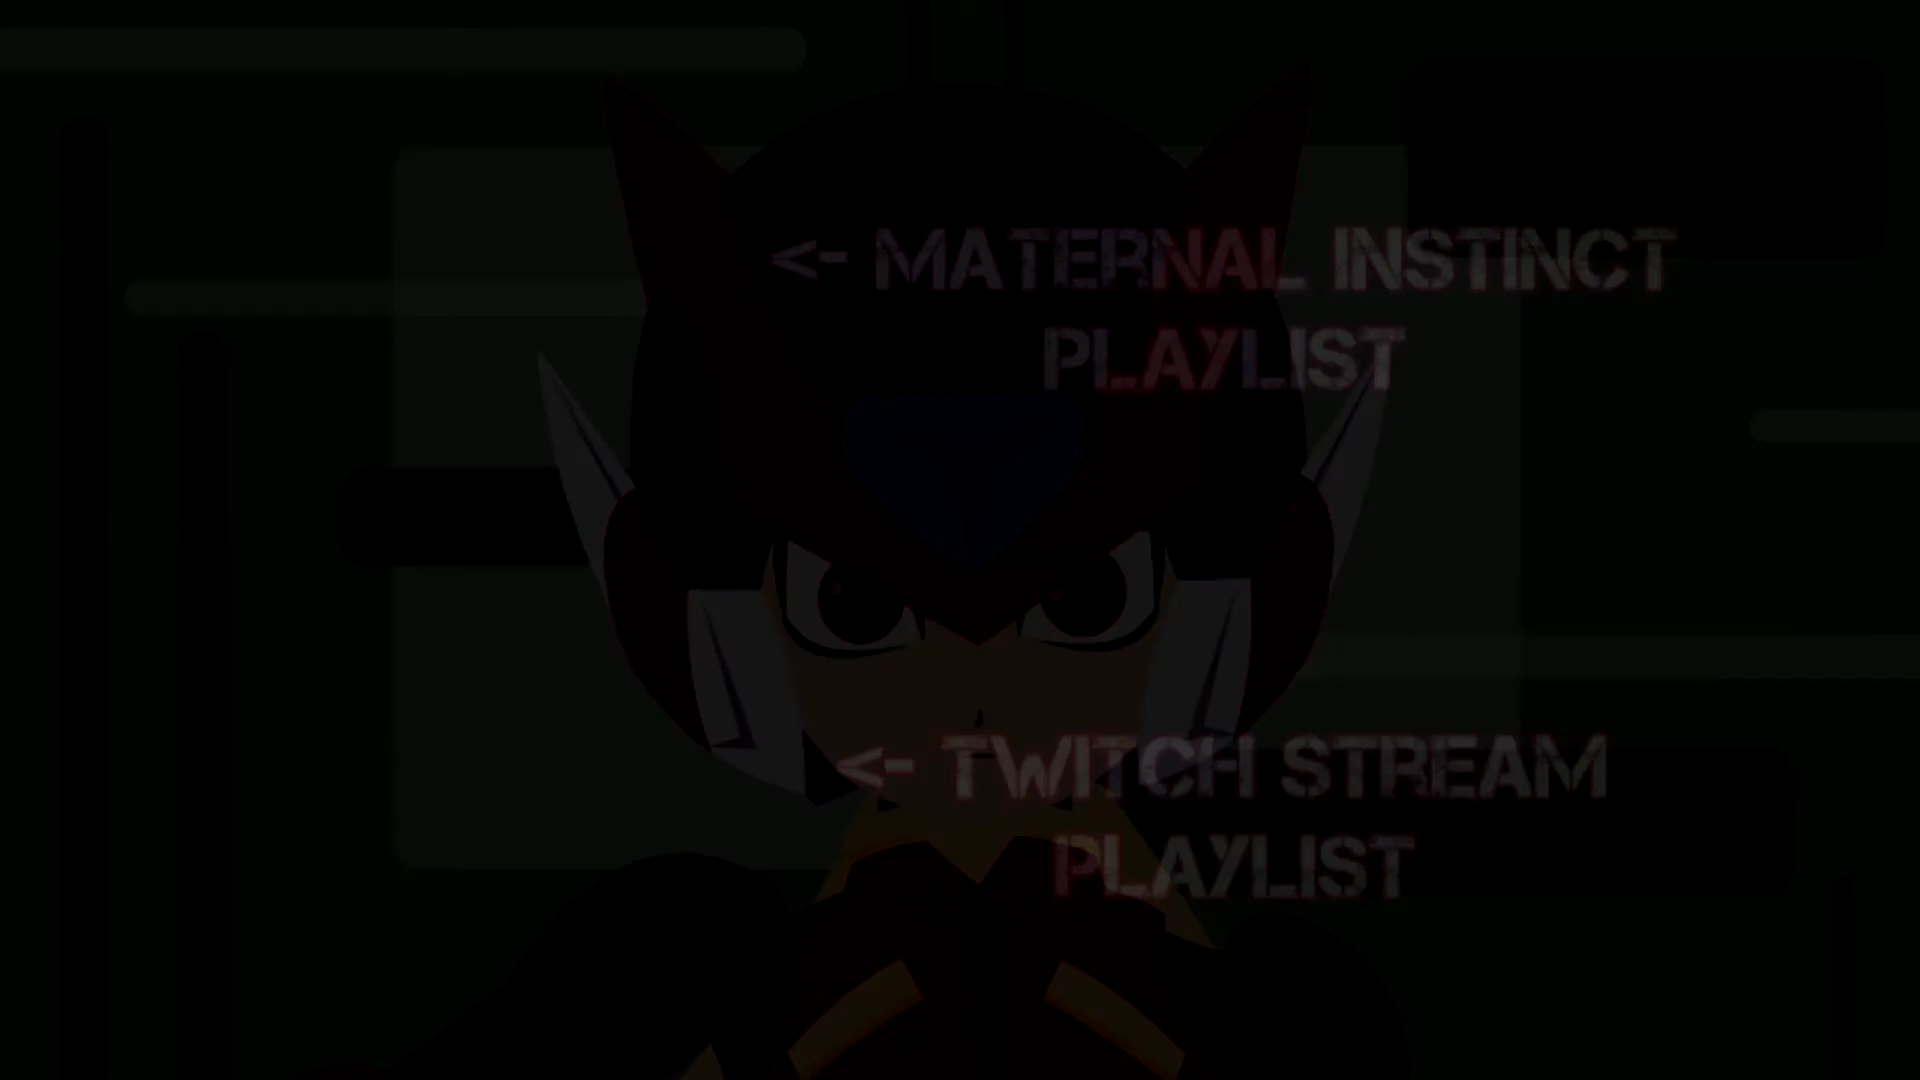 <- MATERNAL INSTINCT
PLAYLIST
<- TWITCH STREAM
PLAYLIST